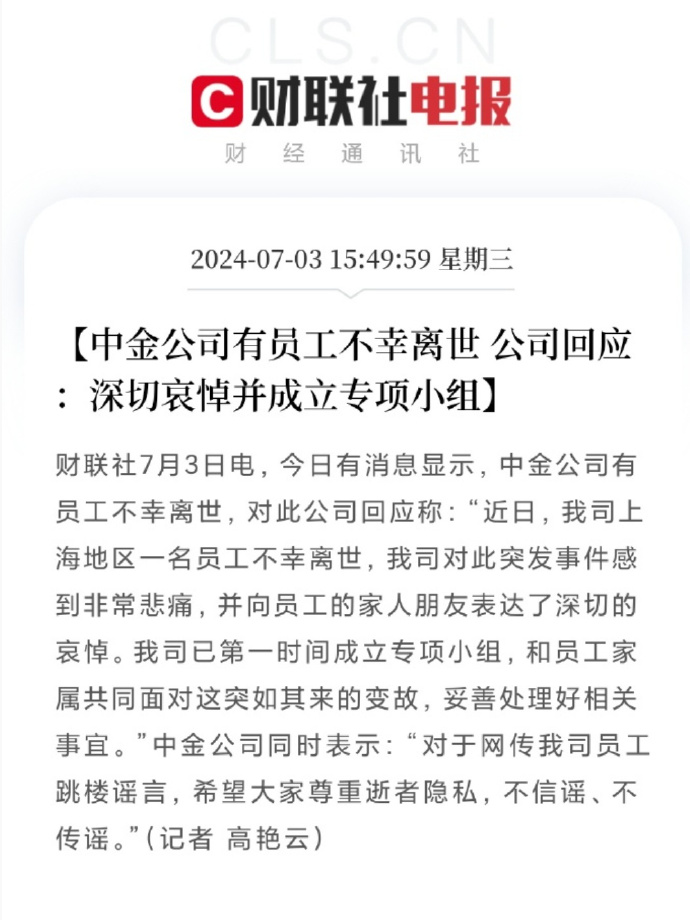 CLS.CN
C 财联社电报
财经通讯社
2024-07-03 15:49:59 星期三
【中金公司有员工不幸离世 公司回应
：深切哀悼并成立专项小组】
财联社7月3日电，今日有消息显示，中金公司有
员工不幸离世，对此公司回应称：“近日，我司上
海地区一名员工不幸离世，我司对此突发事件感
到非常悲痛，并向员工的家人朋友表达了深切的
哀悼。我司已第一时间成立专项小组，和员工家
属共同面对这突如其来的变故，妥善处理好相关
事宜。”中金公司同时表示：“对于网传我司员工
跳楼谣言，希望大家尊重逝者隐私，不信谣、不
传谣。”（记者 高艳云）